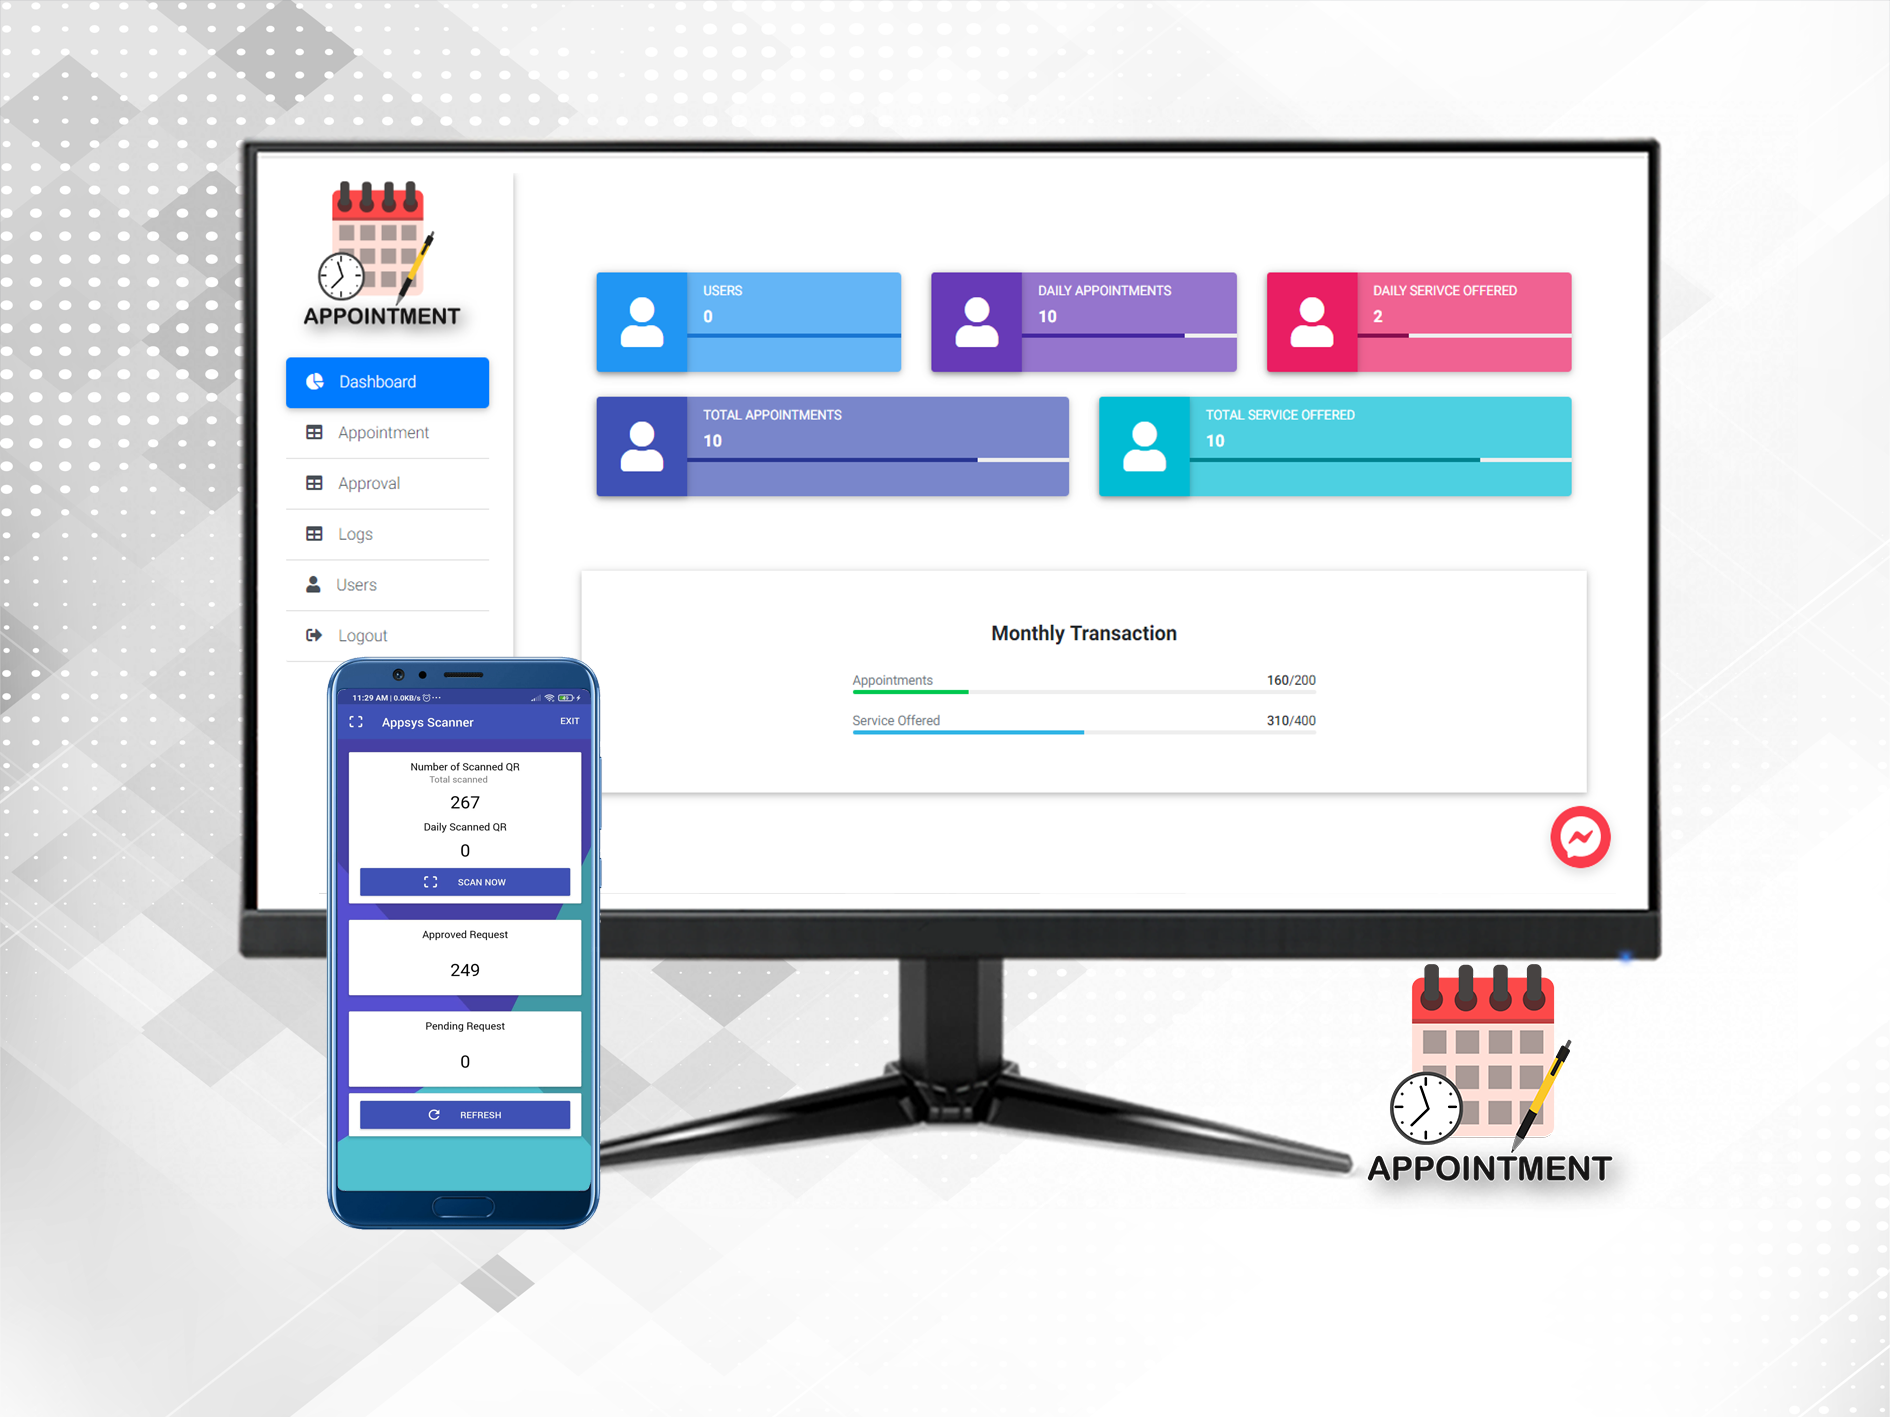 APPOINTMENT
Dashboard
Appointment
Approval
Logs
Users
Logout
USERS
0
DAILY APPOINTMENTS
10
DAILY SERIVCE OFFERED
2
TOTAL APPOINTMENTS
10
TOTAL SERVICE OFFERED
10
Monthly Transaction
Appointments 160/200
Service Offered 310/400
11:29 AM | 0.0KB/s
Appsys Scanner EXIT
Number of Scanned QR
Total scanned
267
Daily Scanned QR
0
SCAN NOW
Approved Request
249
Pending Request
0
REFRESH
APPOINTMENT